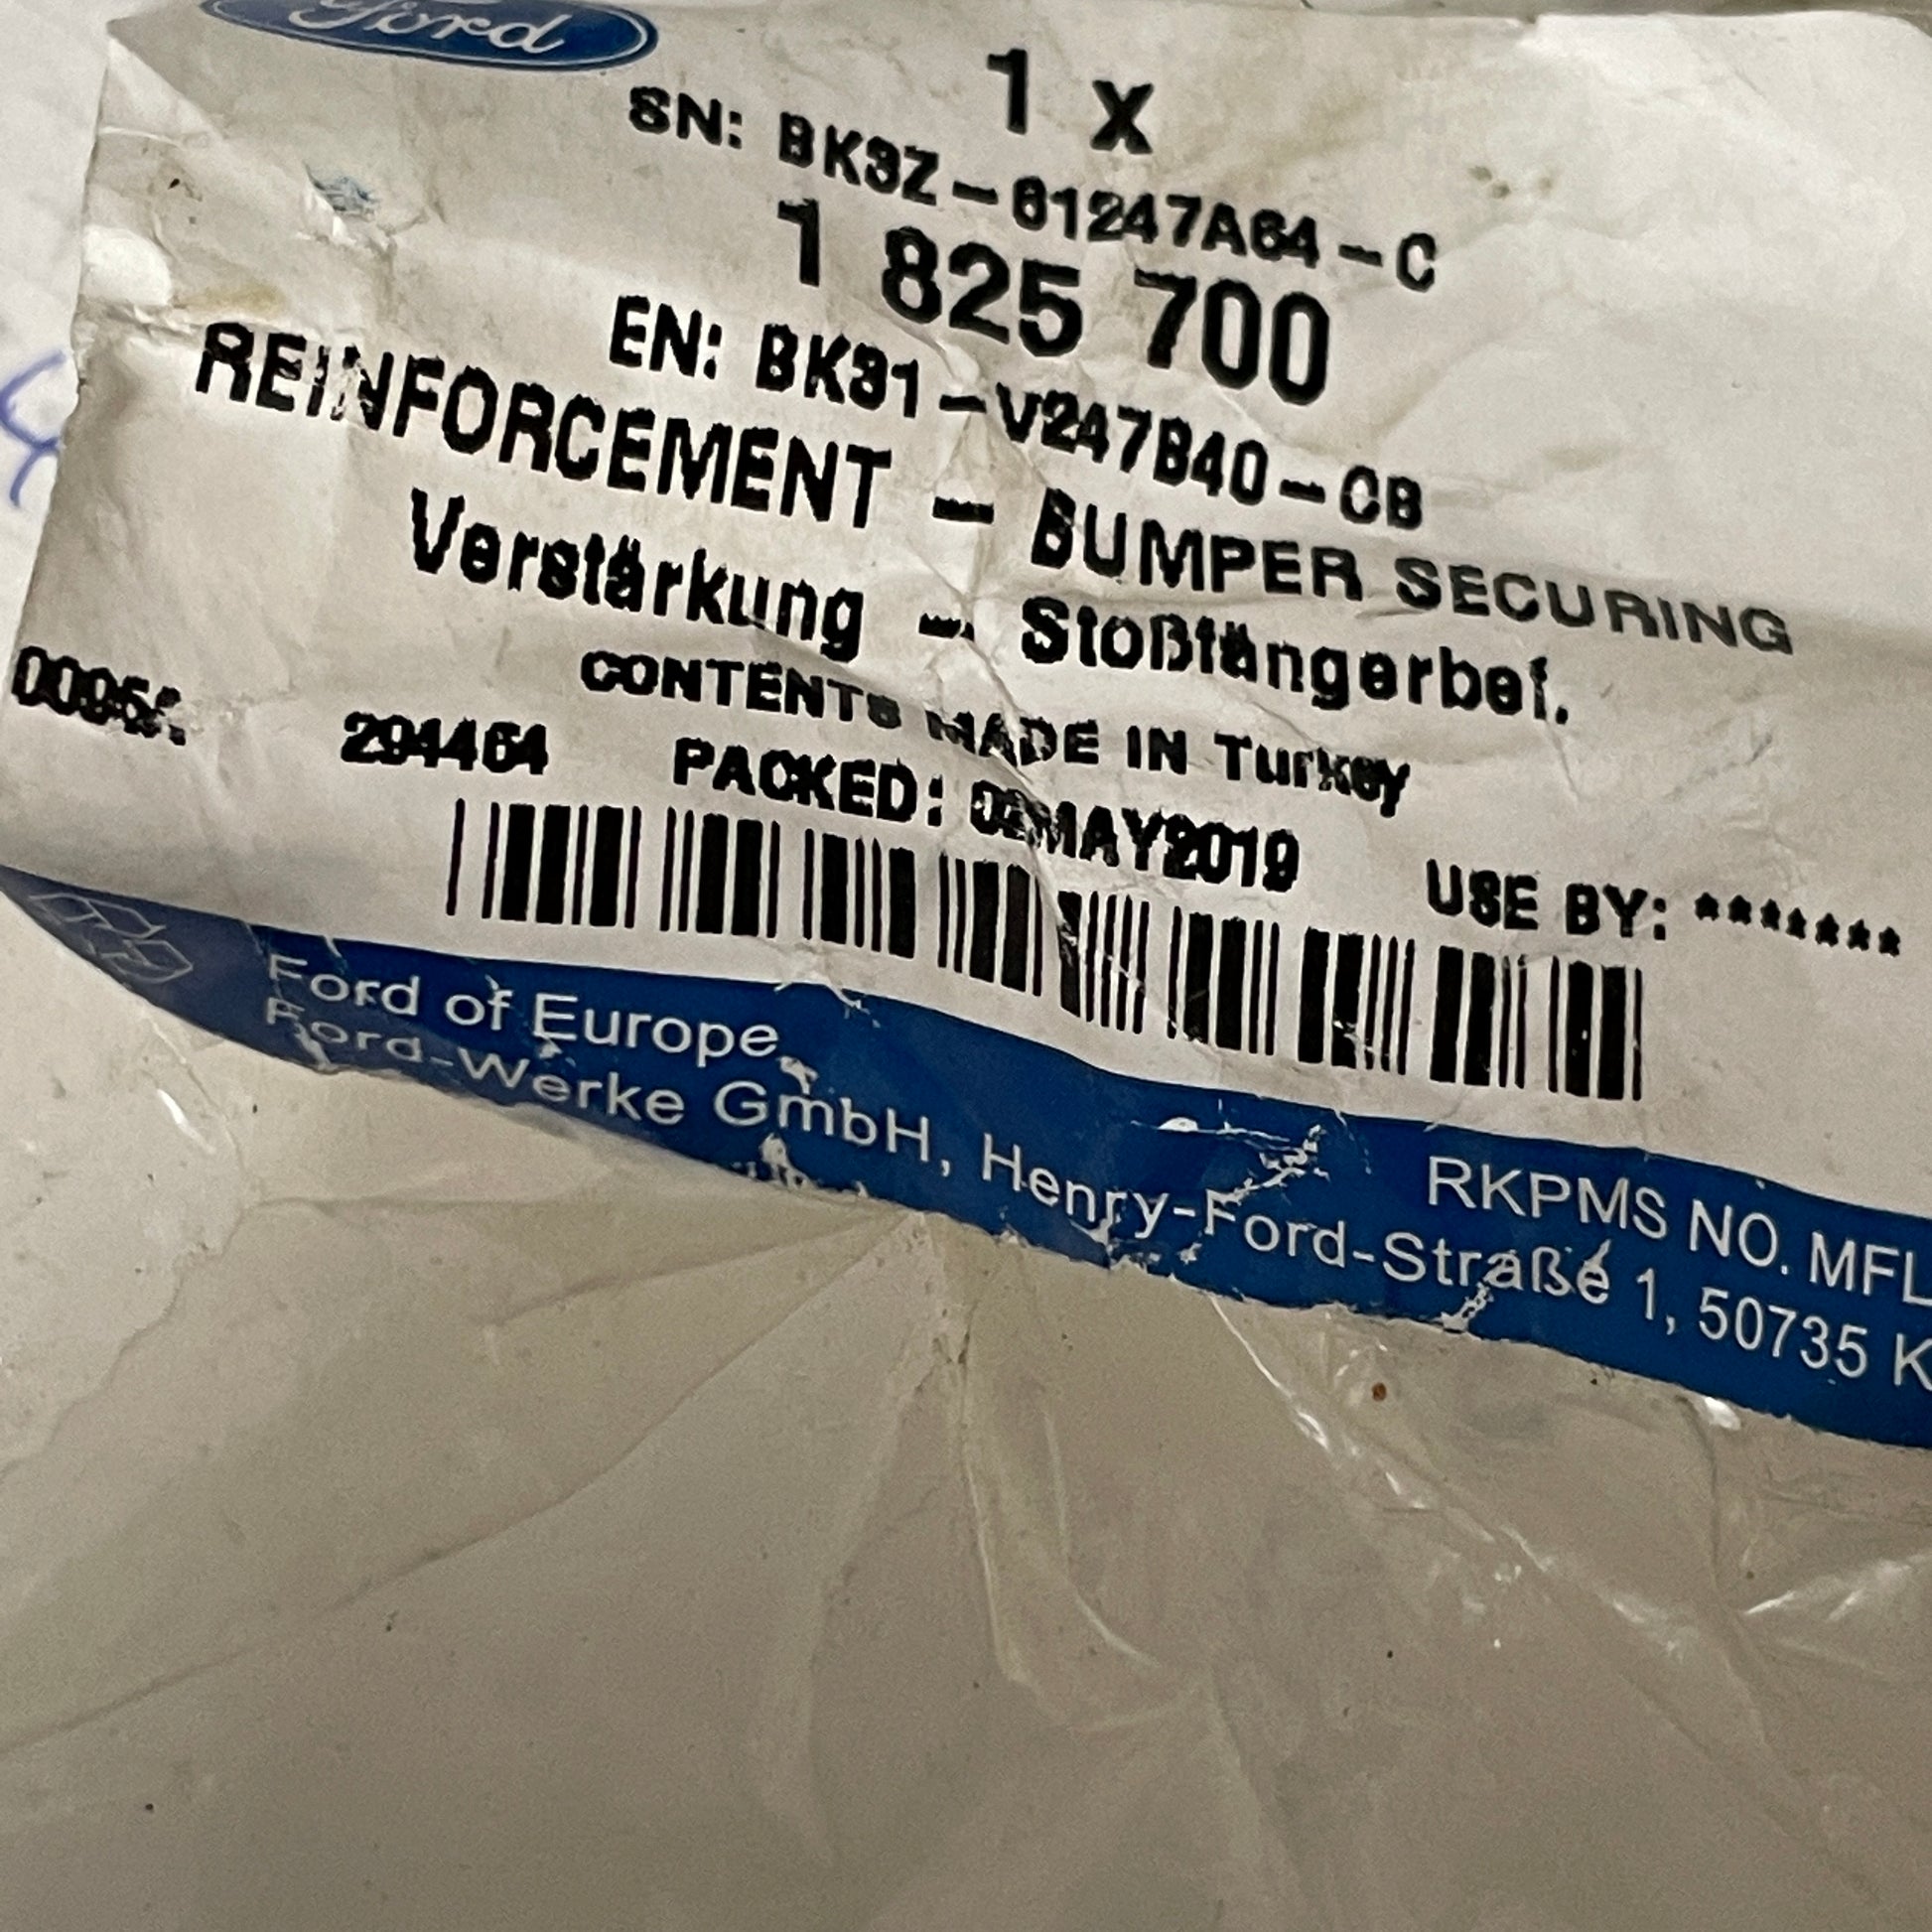 Ford
1 x
SN: BK3Z-61247A64-C
1 825 700
EN: BK31-V247B40-CB
REINFORCEMENT - BUMPER SECURING
Verstärkung - Stoßfängerbef.
CONTENTS MADE IN Turkey
294464 PACKED: 02MAY2019 USE BY: *******
Ford of Europe,
RKPMS NO. MFL
Ford-Werke GmbH, Henry-Ford-Straße 1, 50735 K